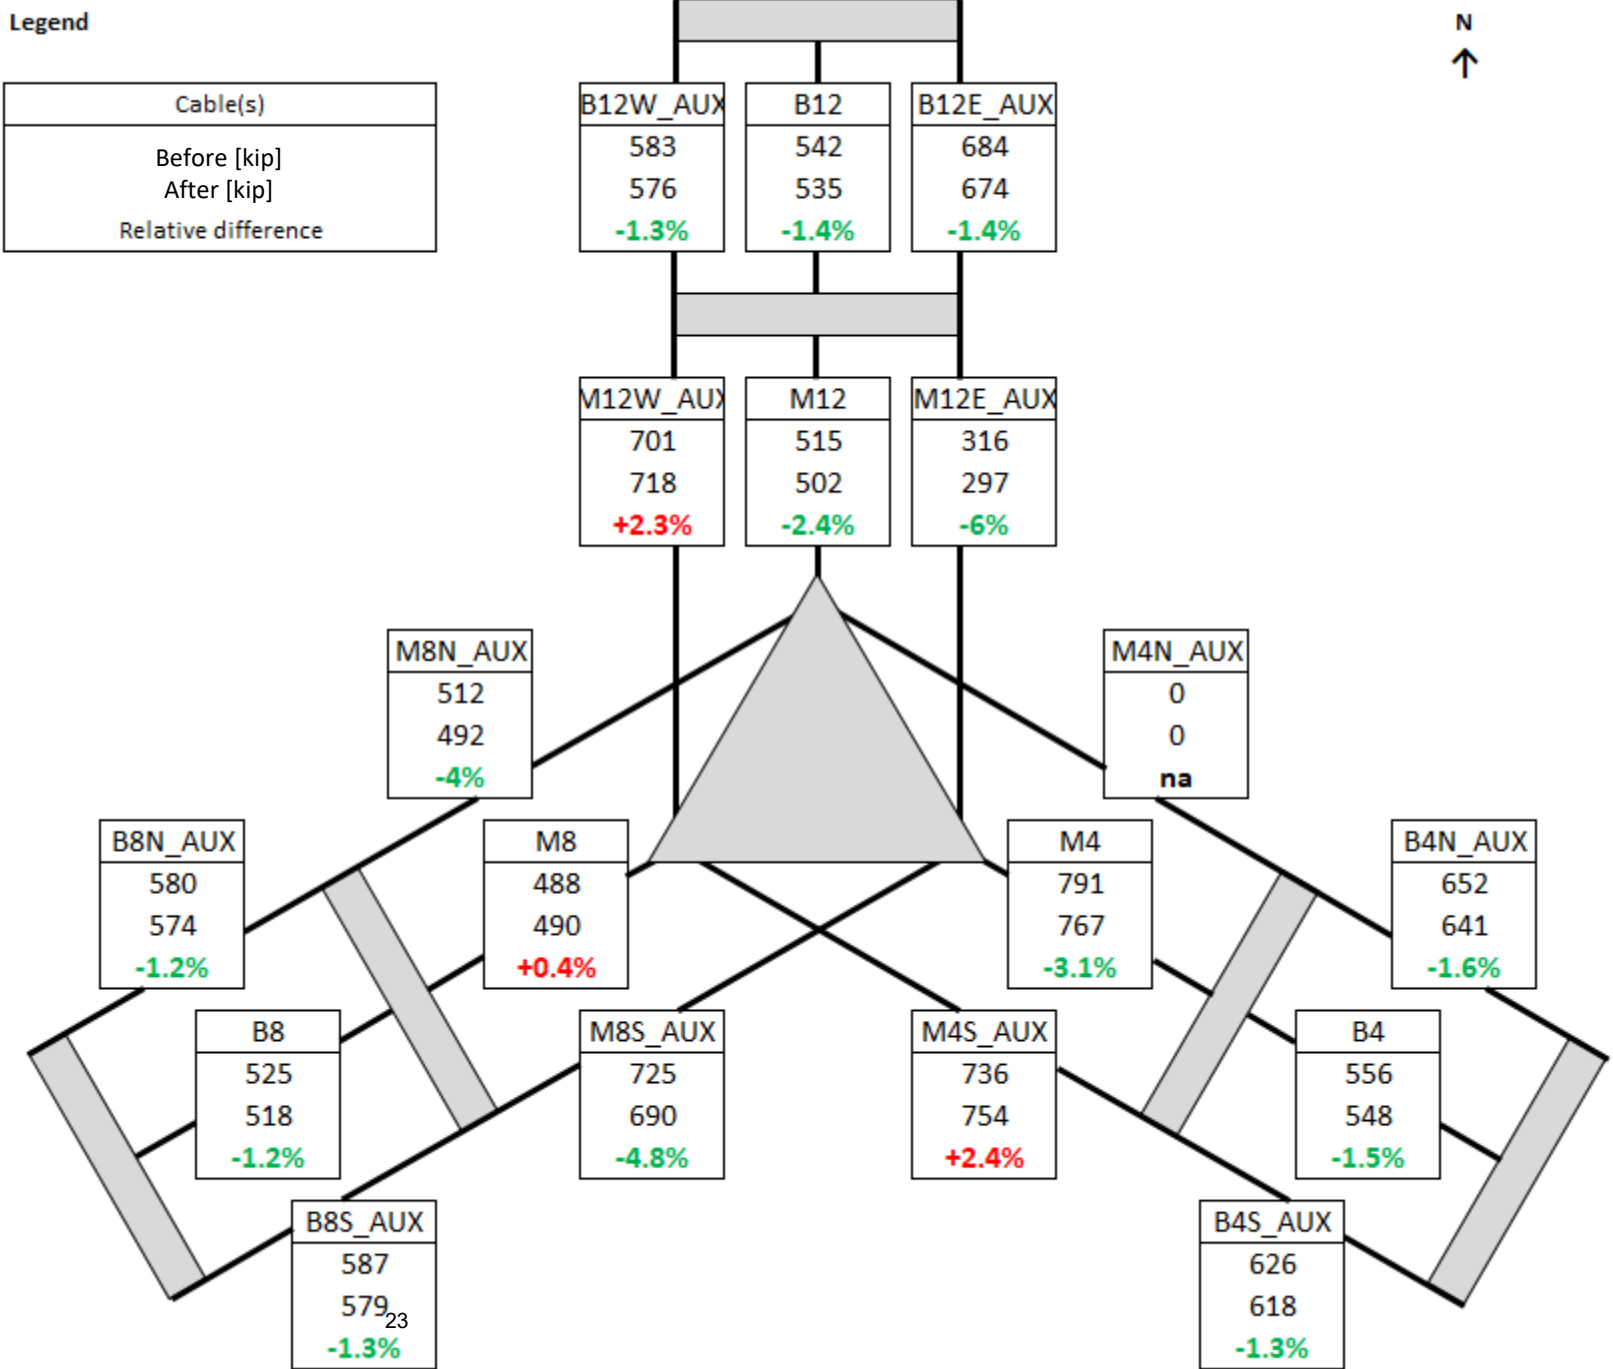 Legend
N
↑
Cable(s)
Before [kip]
After [kip]
Relative difference
B12W_AUX
583
576
-1.3%
B12
542
535
-1.4%
B12E_AUX
684
674
-1.4%
M12W_AUX
701
718
+2.3%
M12
515
502
-2.4%
M12E_AUX
316
297
-6%
M8N_AUX
512
492
-4%
M4N_AUX
0
0
na
B8N_AUX
580
574
-1.2%
M8
488
490
+0.4%
M4
791
767
-3.1%
B4N_AUX
652
641
-1.6%
B8
525
518
-1.2%
M8S_AUX
725
690
-4.8%
M4S_AUX
736
754
+2.4%
B4
556
548
-1.5%
B8S_AUX
587
579
-1.3%
23
B4S_AUX
626
618
-1.3%